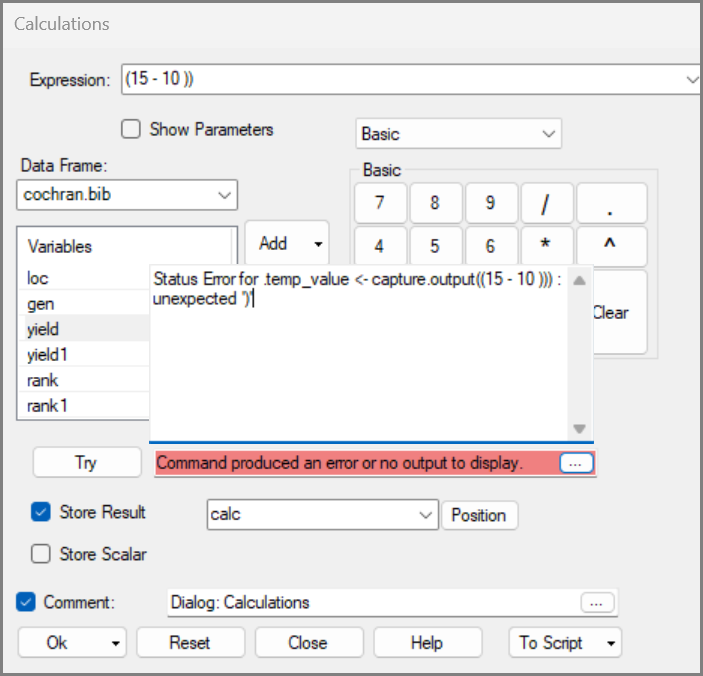 Calculations
Expression: (15 - 10 ))
Show Parameters
Basic
Data Frame:
Basic
cochran.bib
7 8 9 / .
Variables
Add
4 5 6 * ^
loc
Status Error for .temp_value <- capture.output((15 - 10 ))) :
unexpected ')'
gen
Clear
yield
yield1
rank
rank1
Try
Command produced an error or no output to display.
...
Store Result
calc
Position
Store Scalar
Comment:
Dialog: Calculations
...
Ok
Reset
Close
Help
To Script